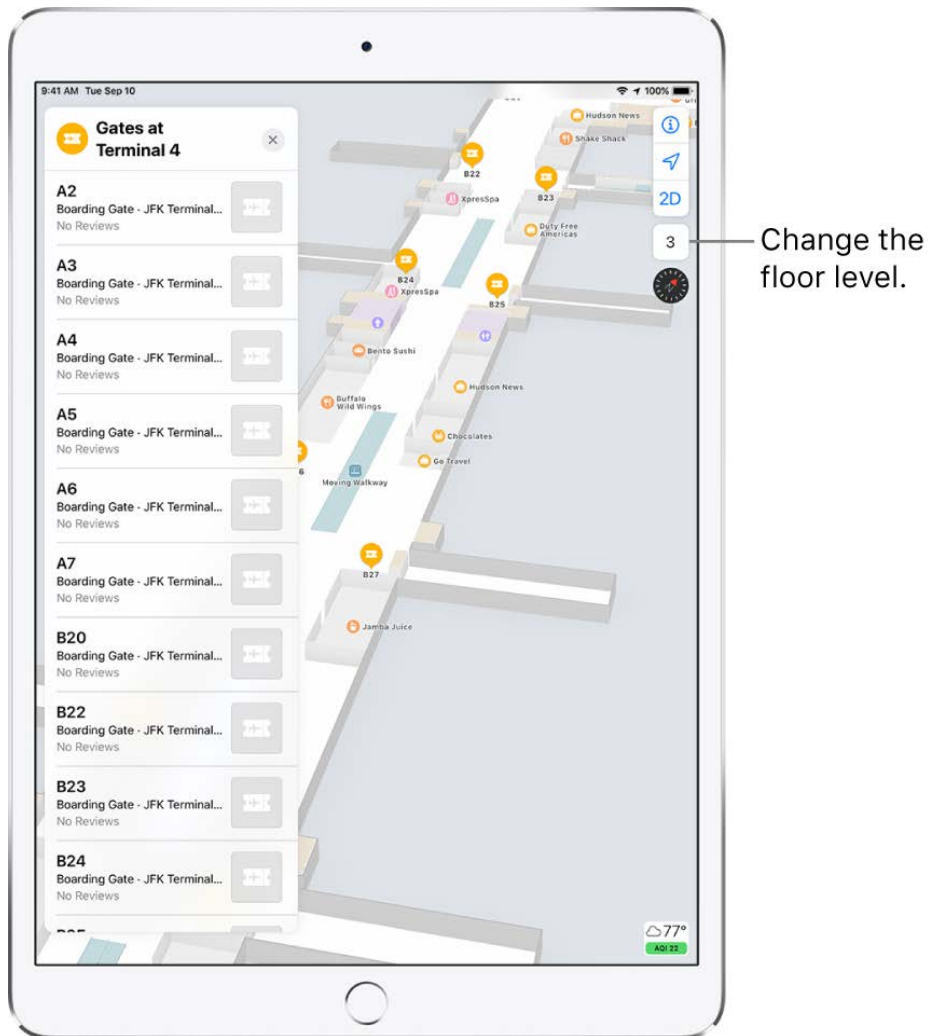 9:41 AM Tue Sep 10
100%
Gates at
Terminal 4
A2
Boarding Gate - JFK Terminal...
No Reviews
A3
Boarding Gate - JFK Terminal...
No Reviews
A4
Boarding Gate - JFK Terminal...
No Reviews
A5
Boarding Gate - JFK Terminal...
No Reviews
A6
Boarding Gate - JFK Terminal...
No Reviews
A7
Boarding Gate - JFK Terminal...
No Reviews
B20
Boarding Gate - JFK Terminal...
No Reviews
B22
Boarding Gate - JFK Terminal...
No Reviews
B23
Boarding Gate - JFK Terminal...
No Reviews
B24
Boarding Gate - JFK Terminal...
No Reviews
Hudson News
Shake Shack
B22
XpresSpa
B23
Duty Free
Americas
B24
XpresSpa
B25
Bento Sushi
Hudson News
Buffalo
Wild Wings
Chocolates
Go Travel
6
Moving Walkway
B27
Jamba Juice
2D
3
Change the
floor level.
77°
AQI 22